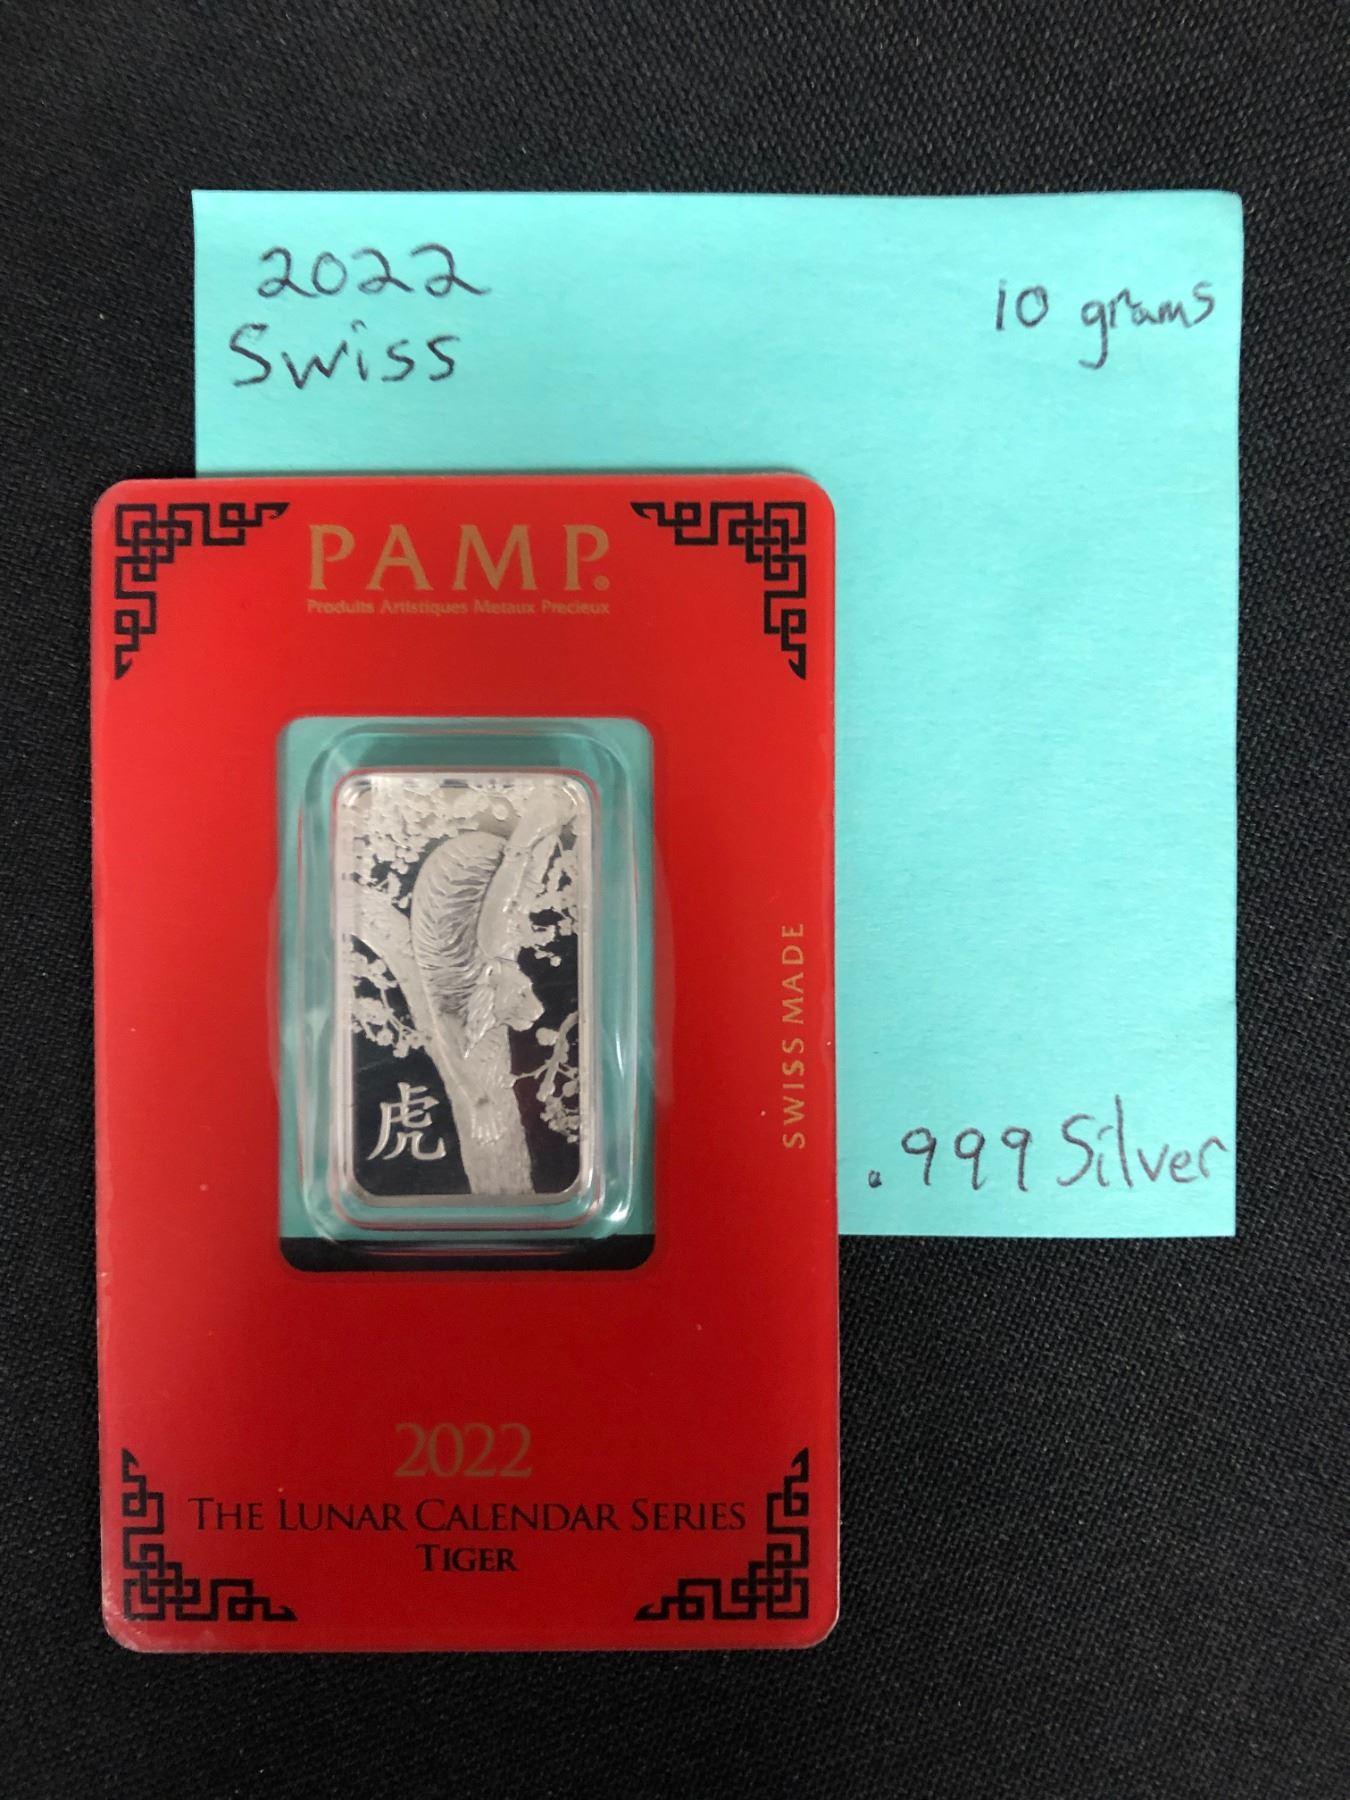 2022
Swiss
10 grams
PAMP®
Produits Artistiques Metaux Precieux
虎
SWISS MADE
.999 Silver
2022
THE LUNAR CALENDAR SERIES
TIGER